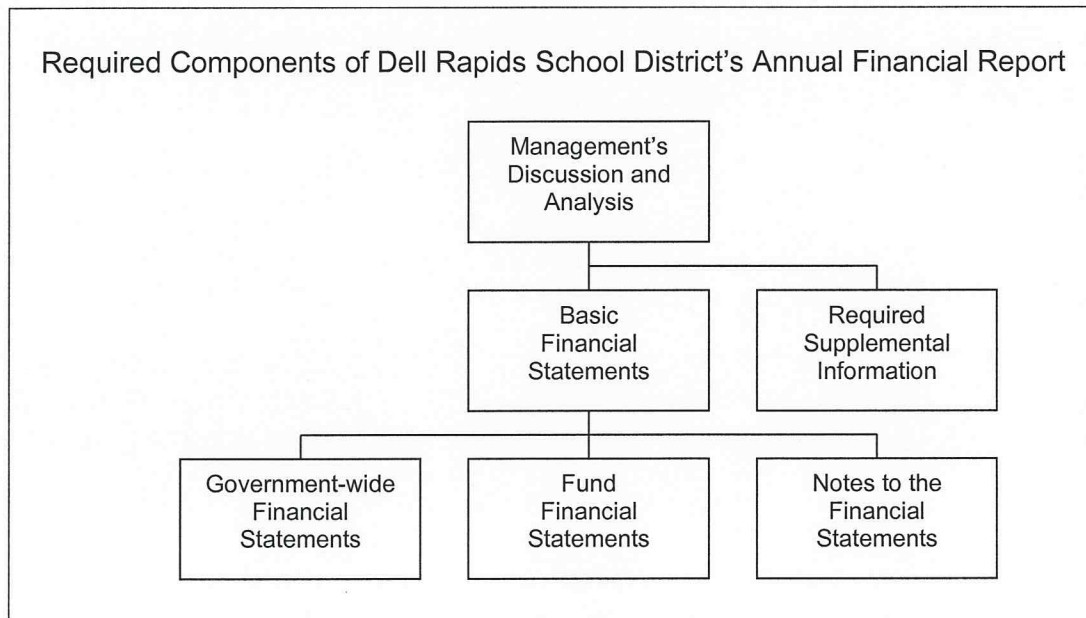 Required Components of Dell Rapids School District's Annual Financial Report
Management's
Discussion and
Analysis
Basic
Financial
Statements
Required
Supplemental
Information
Government-wide
Financial
Statements
Fund
Financial
Statements
Notes to the
Financial
Statements